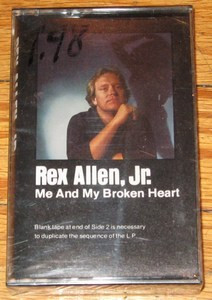 1.98
Rex Allen, Jr.
Me And My Broken Heart
Blank tape at end of Side 2 is necessary
to duplicate the sequence of the L.P.